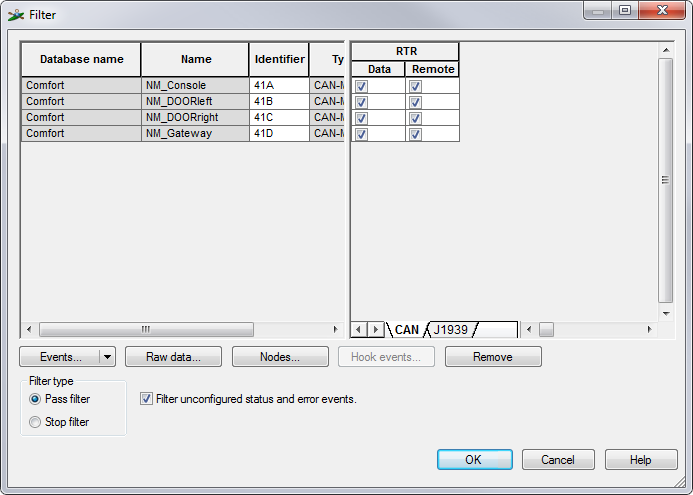 Filter
Database name Name Identifier Ty RTR
Data Remote
Comfort NM_Console 41A CAN-M
Comfort NM_DOORleft 41B CAN-M
Comfort NM_DOORright 41C CAN-M
Comfort NM_Gateway 41D CAN-M
CAN J1939
Events... Raw data... Nodes... Hook events... Remove
Filter type
Pass filter Filter unconfigured status and error events.
Stop filter
OK Cancel Help